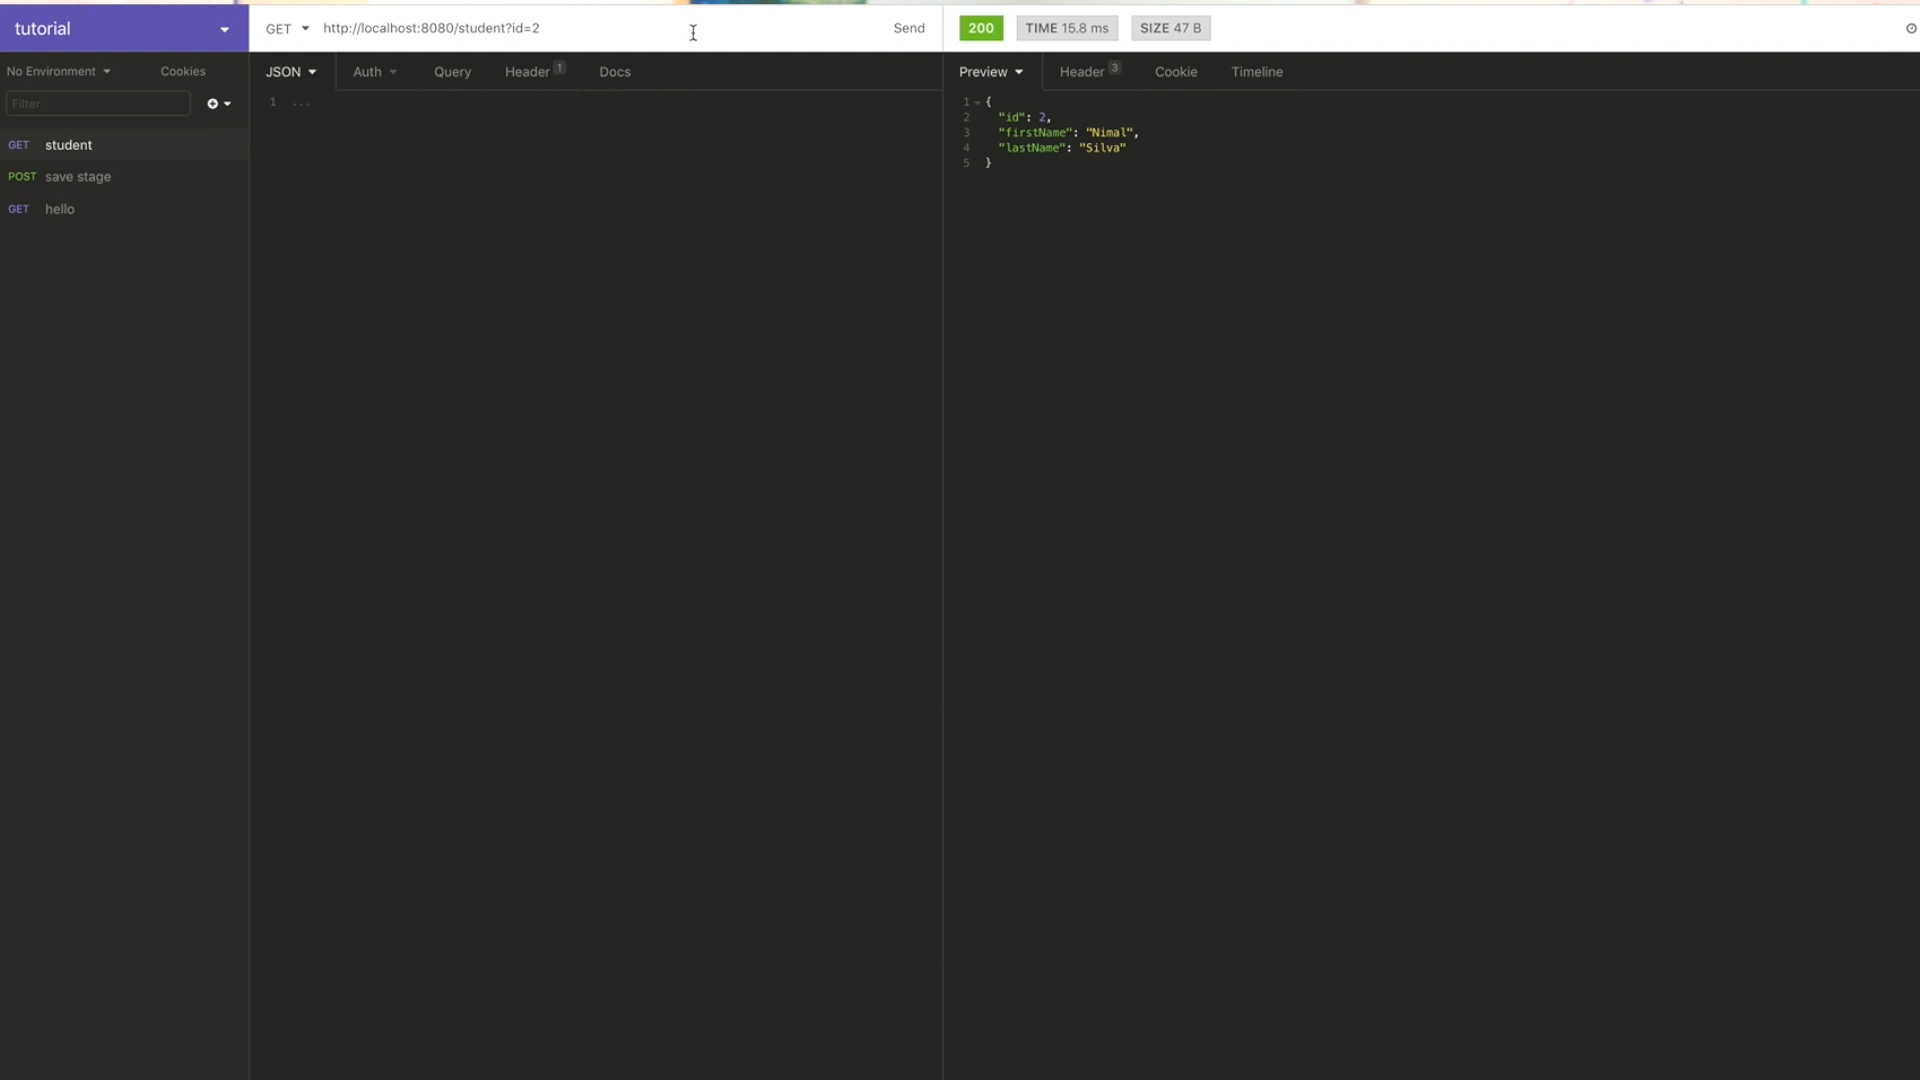 tutorial
GET http://localhost:8080/student?id=2 Send
200 TIME 15.8 ms SIZE 47 B
No Environment Cookies
JSON Auth Query Header 1 Docs
Preview Header 3 Cookie Timeline
Filter
1 ...
1 {
2 "id": 2,
3 "firstName": "Nimal",
4 "lastName": "Silva"
5 }
GET student
POST save stage
GET hello